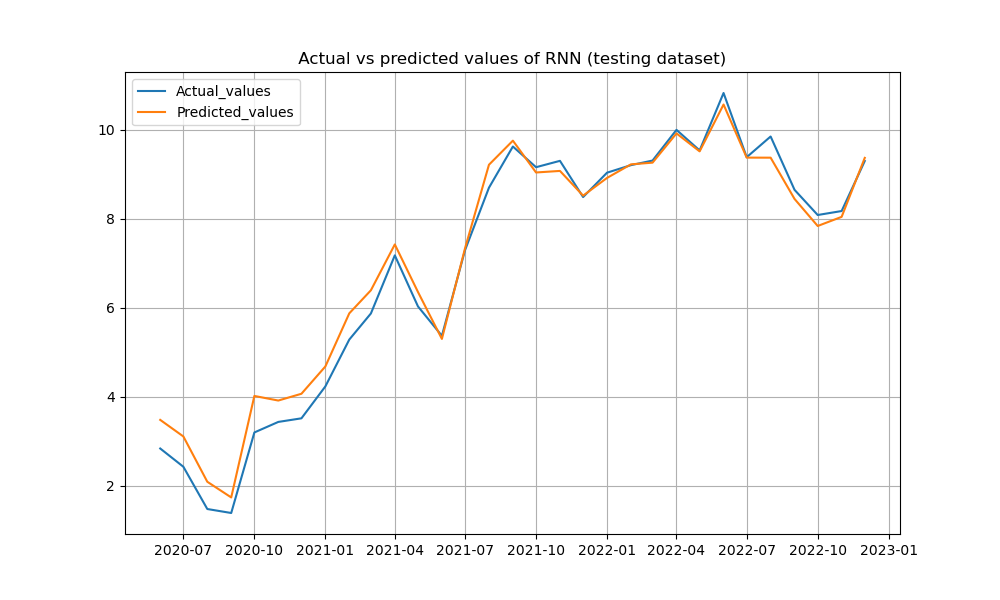 Actual vs predicted values of RNN (testing dataset)
Actual_values
Predicted_values
10
8
6
4
2
2020-07 2020-10 2021-01 2021-04 2021-07 2021-10 2022-01 2022-04 2022-07 2022-10 2023-01